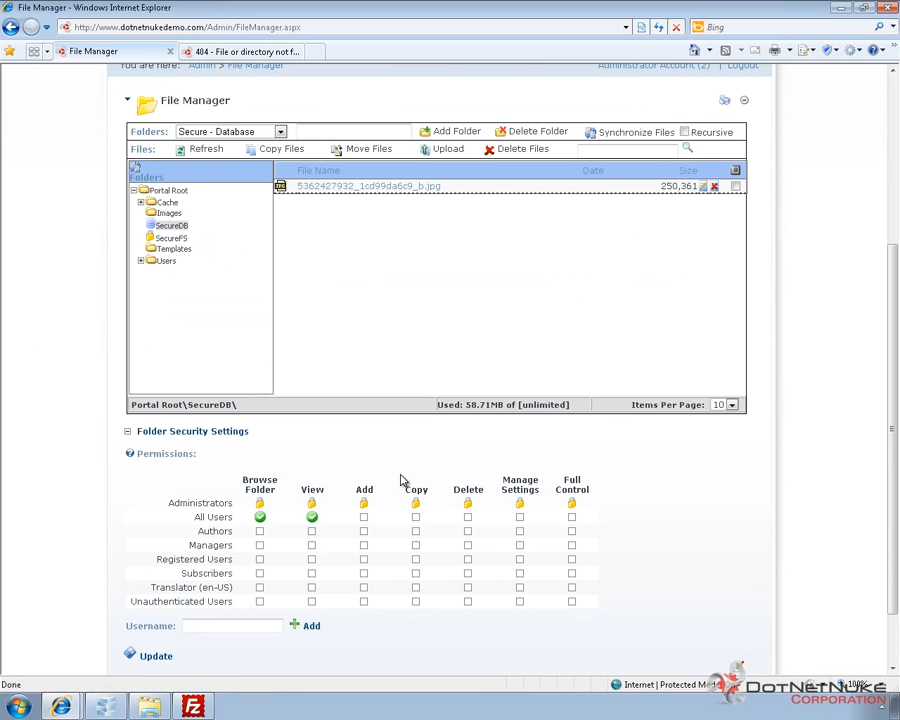 File Manager - Windows Internet Explorer
http://www.dotnetnukedemo.com/Admin/FileManager.aspx
Bing
File Manager
404 - File or directory not f...
You are here: Admin > File Manager
Administrator Account (2) Logout
File Manager
Folders: Secure - Database Add Folder Delete Folder Synchronize Files Recursive
Files: Refresh Copy Files Move Files Upload Delete Files
Folders
File Name Date Size
Portal Root
5362427932_1cd99da6c9_b.jpg 250,361
Cache
Images
SecureDB
SecureFS
Templates
Users
Portal Root\SecureDB\ Used: 58.71MB of [unlimited] Items Per Page: 10
Folder Security Settings
Permissions:
Browse Folder View Add Copy Delete Manage Settings Full Control
Administrators
All Users
Authors
Managers
Registered Users
Subscribers
Translator (en-US)
Unauthenticated Users
Username: Add
Update
Done
Internet | Protected Mod
100%
DOTNETNUKE
CORPORATION